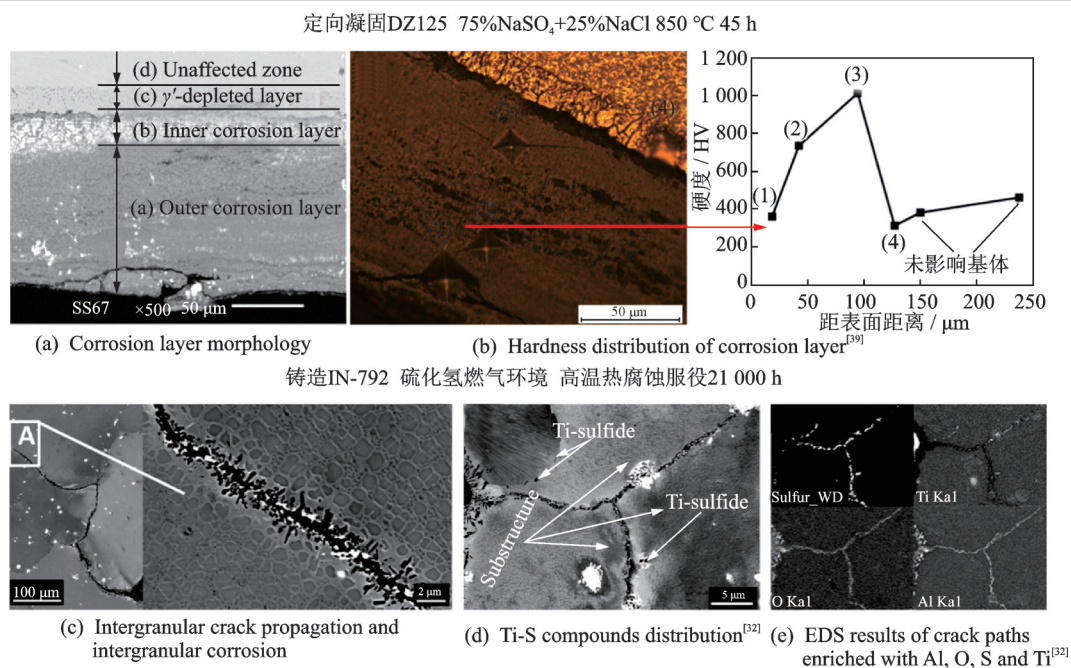 定向凝固DZ125 75%NaSO₄+25%NaCl 850 ℃ 45 h
(d) Unaffected zone
(c) γ′-depleted layer
(b) Inner corrosion layer
(a) Outer corrosion layer
SS67 ×500 50 μm
(a) Corrosion layer morphology
(3)
(4)
50 μm
(b) Hardness distribution of corrosion layer[39]
硬度 / HV
1 000
800
600
400
200
0
(1)
(2)
(3)
(4)
未影响基体
0 50 100 150 200 250
距表面距离 / μm
铸造IN-792 硫化氢燃气环境 高温热腐蚀服役21 000 h
A
100 μm
2 μm
(c) Intergranular crack propagation and
intergranular corrosion
Ti-sulfide
Substructure
Ti-sulfide
5 μm
(d) Ti-S compounds distribution[32]
Sulfur_WD
Ti Ka1
O Ka1
Al Ka1
(e) EDS results of crack paths
enriched with Al, O, S and Ti[32]